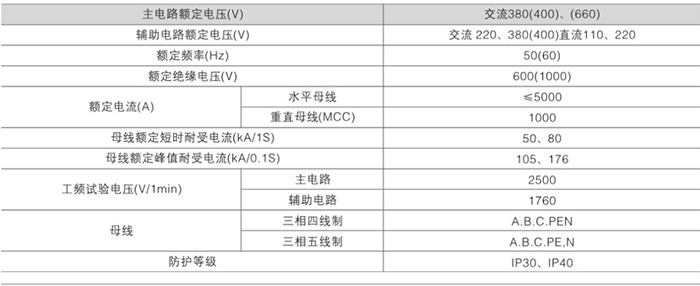 主电路额定电压(V) 交流380(400)、(660)
辅助电路额定电压(V) 交流 220、380(400)直流110、220
额定频率(Hz) 50(60)
额定绝缘电压(V) 600(1000)
额定电流(A) 水平母线 ≤5000
重直母线(MCC) 1000
母线额定短时耐受电流(kA/1S) 50、80
母线额定峰值耐受电流(kA/0.1S) 105、176
工频试验电压(V/1min) 主电路 2500
辅助电路 1760
母线 三相四线制 A.B.C.PEN
三相五线制 A.B.C.PE,N
防护等级 IP30、IP40